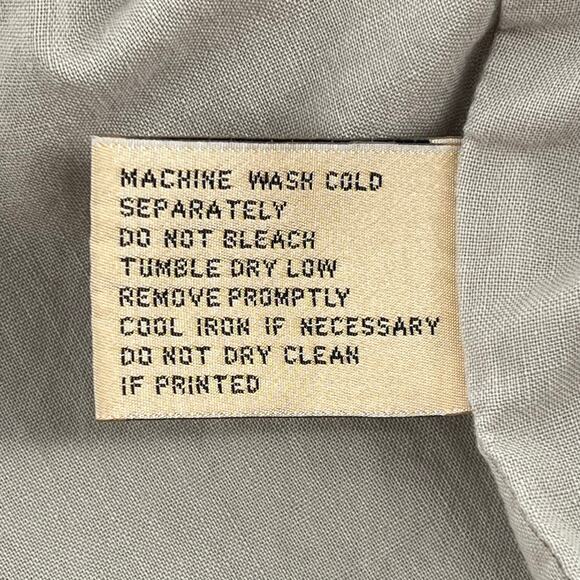 MACHINE WASH COLD
SEPARATELY
DO NOT BLEACH
TUMBLE DRY LOW
REMOVE PROMPTLY
COOL IRON IF NECESSARY
DO NOT DRY CLEAN
IF PRINTED